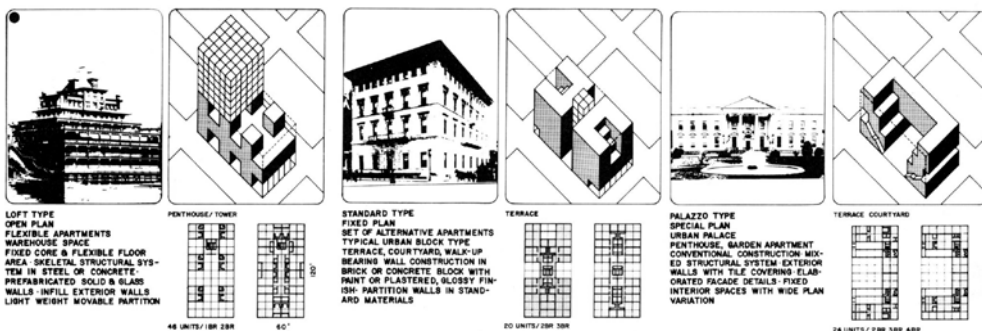 LOFT TYPE
OPEN PLAN
FLEXIBLE APARTMENTS
WAREHOUSE SPACE
FIXED CORE & FLEXIBLE FLOOR
AREA · SKELETAL STRUCTURAL SYS-
TEM IN STEEL OR CONCRETE·
PREFABRICATED SOLID & GLASS
WALLS · INFILL EXTERIOR WALLS
LIGHT WEIGHT MOVABLE PARTITION
PENTHOUSE/TOWER
120'
46 UNITS/1BR 2BR
60'
STANDARD TYPE
FIXED PLAN
SET OF ALTERNATIVE APARTMENTS
TYPICAL URBAN BLOCK TYPE
TERRACE, COURTYARD, WALK-UP
BEARING WALL CONSTRUCTION IN
BRICK OR CONCRETE BLOCK WITH
PAINT OR PLASTERED, GLOSSY FIN-
ISH· PARTITION WALLS IN STAND-
ARD MATERIALS
TERRACE
20 UNITS/2BR 3BR
PALAZZO TYPE
SPECIAL PLAN
URBAN PALACE
PENTHOUSE, GARDEN APARTMENT
CONVENTIONAL CONSTRUCTION· MIX-
ED STRUCTURAL SYSTEM · EXTERIOR
WALLS WITH TILE COVERING · ELAB-
ORATED FACADE DETAILS · FIXED
INTERIOR SPACES WITH WIDE PLAN
VARIATION
TERRACE COURTYARD
24 UNITS/2BR 3BR 4BR